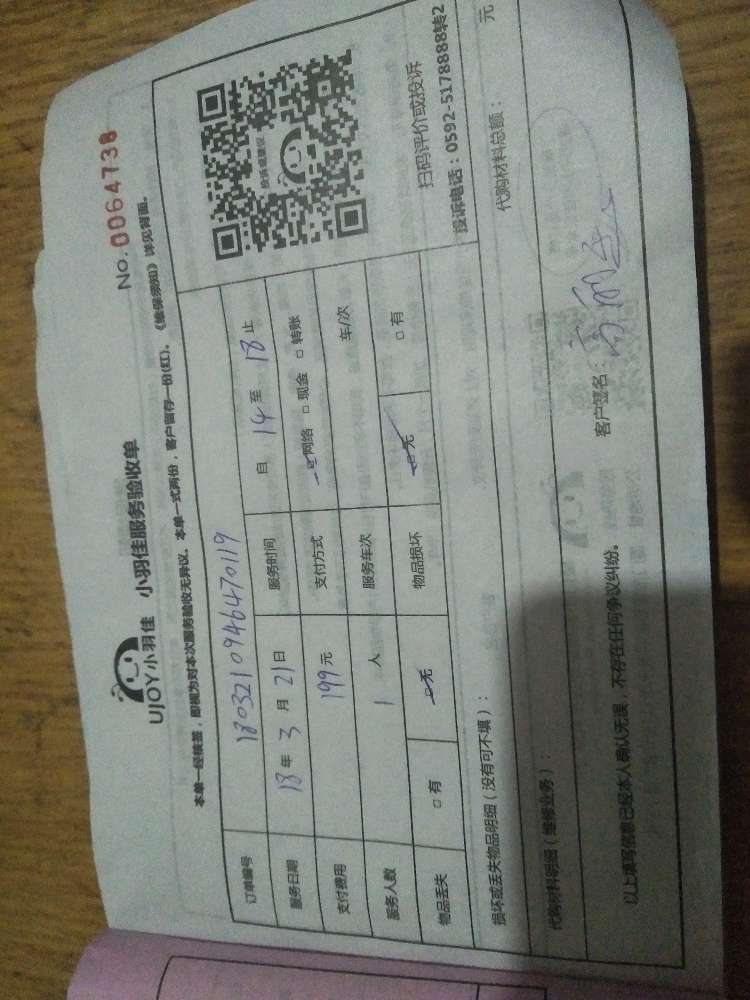 No.0064738
UJOY小羽佳 小羽佳服务验收单
本单一经核签，即视为对本次服务验收无异议。本单一式两份，客户留存一份(红)。《维保须知》详见背面。
订单编号 1803210946470119
服务日期 18年3月21日 服务时间 自14至18止
支付费用 199元 支付方式 网络 □现金 □转账
服务人数 1人 服务车次 车/次
物品丢失 □有 无 物品损坏 无 □有
投诉或建议
扫码评价或投诉
投诉电话：0592-5178888转2
损坏或丢失物品明细（没有可不填）：
代购材料明细（维修业务）： 代购材料总额： 元
以上填写信息已经本人确认无误，不存在任何争议纠纷。 客户签名：